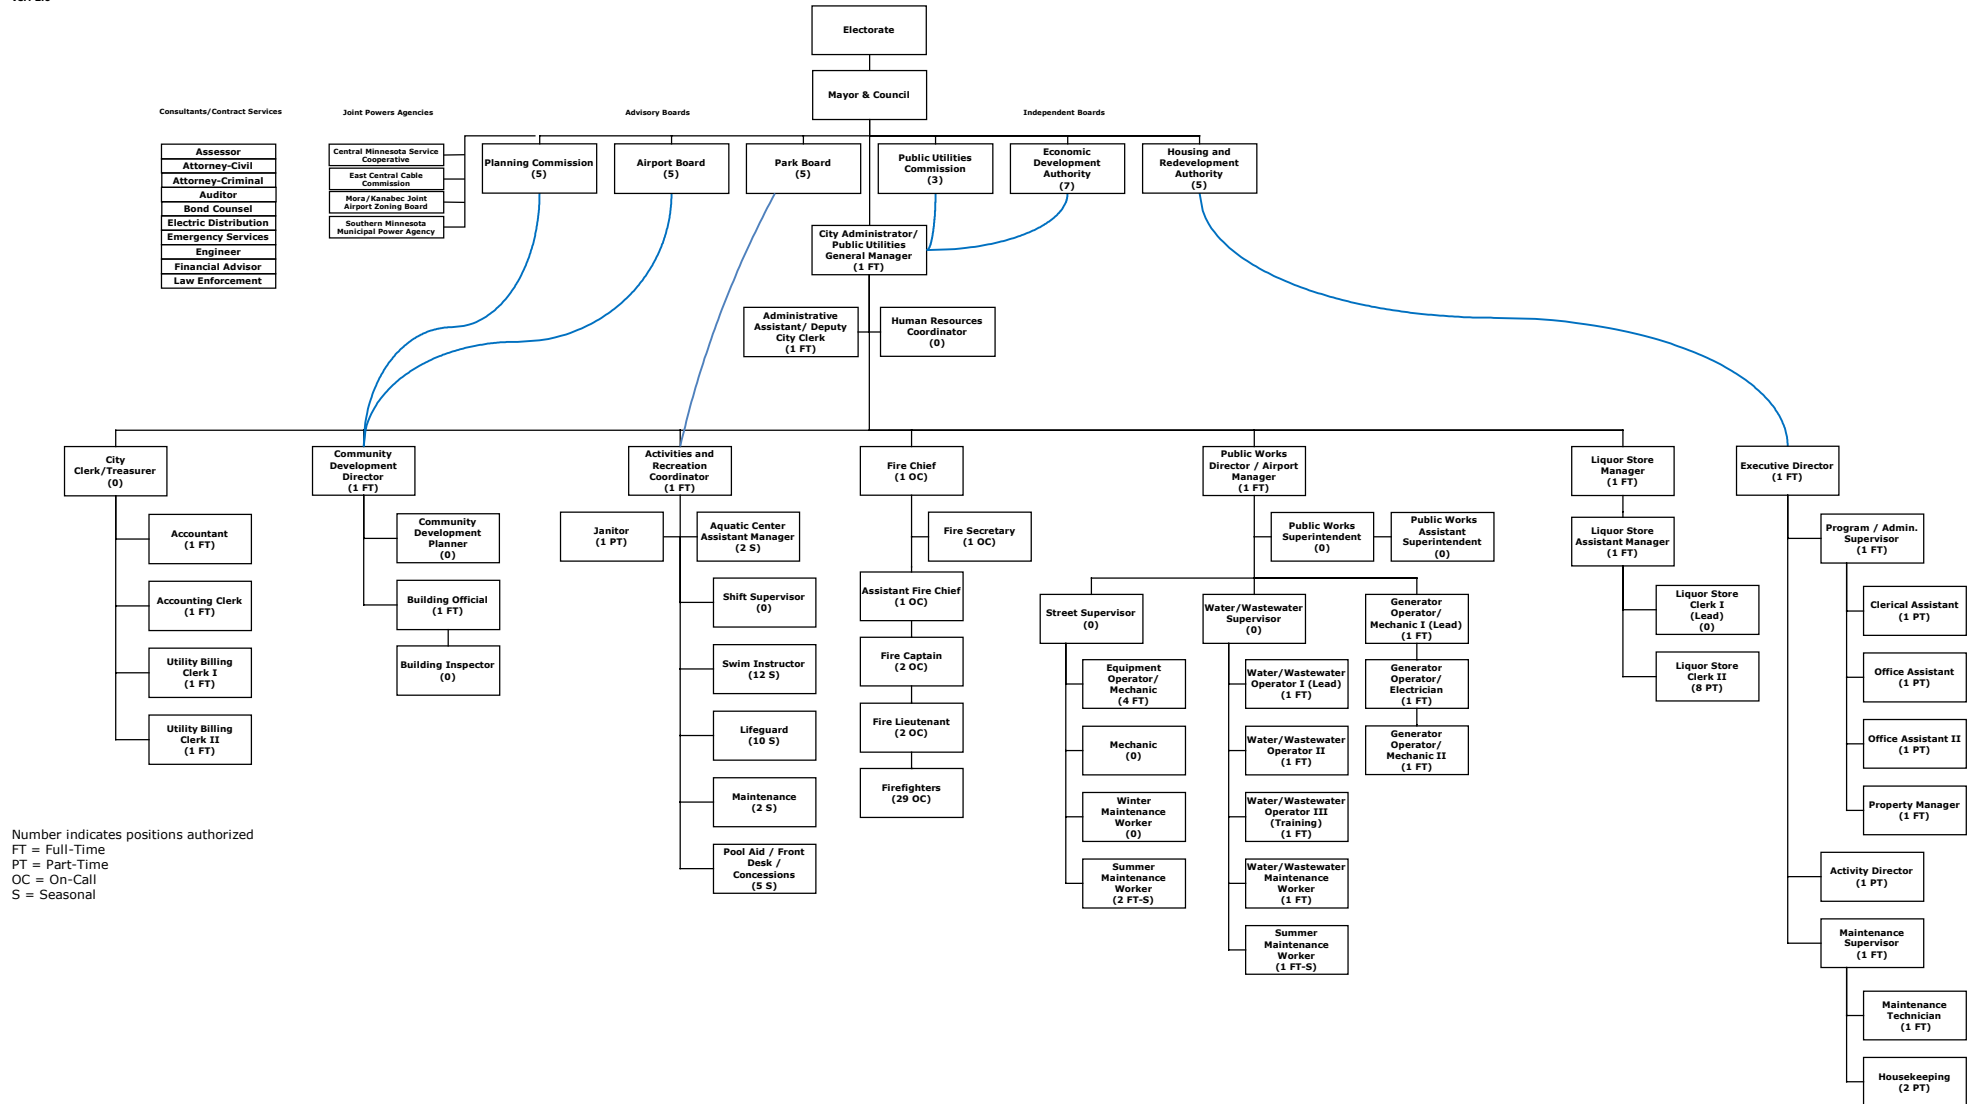 Electorate
Mayor & Council
Consultants/Contract Services
Joint Powers Agencies
Advisory Boards
Independent Boards
Assessor
Attorney-Civil
Attorney-Criminal
Auditor
Bond Counsel
Electric Distribution
Emergency Services
Engineer
Financial Advisor
Law Enforcement
Central Minnesota Service
Cooperative
East Central Cable
Commission
Mora/Kanabec Joint
Airport Zoning Board
Southern Minnesota
Municipal Power Agency
Planning Commission
(5)
Airport Board
(5)
Park Board
(5)
Public Utilities
Commission
(3)
Economic
Development
Authority
(7)
Housing and
Redevelopment
Authority
(5)
City Administrator/
Public Utilities
General Manager
(1 FT)
Administrative
Assistant/ Deputy
City Clerk
(1 FT)
Human Resources
Coordinator
(0)
City
Clerk/Treasurer
(0)
Accountant
(1 FT)
Accounting Clerk
(1 FT)
Utility Billing
Clerk I
(1 FT)
Utility Billing
Clerk II
(1 FT)
Community
Development
Director
(1 FT)
Community
Development
Planner
(0)
Building Official
(1 FT)
Building Inspector
(0)
Activities and
Recreation
Coordinator
(1 FT)
Janitor
(1 PT)
Aquatic Center
Assistant Manager
(2 S)
Shift Supervisor
(0)
Swim Instructor
(12 S)
Lifeguard
(10 S)
Maintenance
(2 S)
Pool Aid / Front
Desk /
Concessions
(5 S)
Fire Chief
(1 OC)
Fire Secretary
(1 OC)
Assistant Fire Chief
(1 OC)
Fire Captain
(2 OC)
Fire Lieutenant
(2 OC)
Firefighters
(29 OC)
Public Works
Director / Airport
Manager
(1 FT)
Public Works
Superintendent
(0)
Public Works
Assistant
Superintendent
(0)
Street Supervisor
(0)
Equipment
Operator/
Mechanic
(4 FT)
Mechanic
(0)
Winter
Maintenance
Worker
(0)
Summer
Maintenance
Worker
(2 FT-S)
Water/Wastewater
Supervisor
(0)
Water/Wastewater
Operator I (Lead)
(1 FT)
Water/Wastewater
Operator II
(1 FT)
Water/Wastewater
Operator III
(Training)
(1 FT)
Water/Wastewater
Maintenance
Worker
(1 FT)
Summer
Maintenance
Worker
(1 FT-S)
Generator
Operator/
Mechanic I (Lead)
(1 FT)
Generator
Operator/
Electrician
(1 FT)
Generator
Operator/
Mechanic II
(1 FT)
Liquor Store
Manager
(1 FT)
Liquor Store
Assistant Manager
(1 FT)
Liquor Store
Clerk I
(Lead)
(0)
Liquor Store
Clerk II
(8 PT)
Executive Director
(1 FT)
Program / Admin.
Supervisor
(1 FT)
Clerical Assistant
(1 PT)
Office Assistant
(1 PT)
Office Assistant II
(1 PT)
Property Manager
(1 FT)
Activity Director
(1 PT)
Maintenance
Supervisor
(1 FT)
Maintenance
Technician
(1 FT)
Housekeeping
(2 PT)
Number indicates positions authorized
FT = Full-Time
PT = Part-Time
OC = On-Call
S = Seasonal